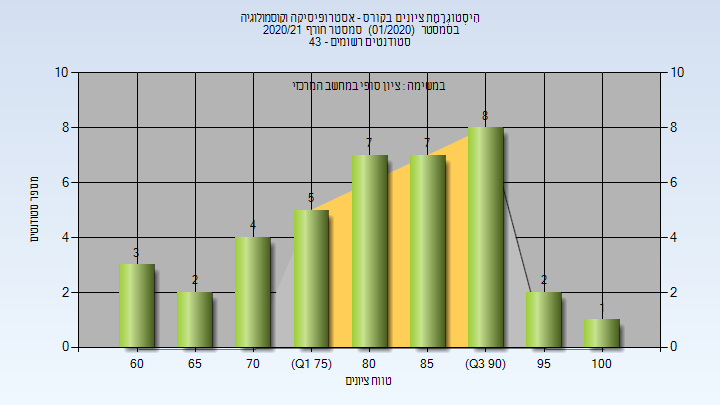 היסטוגרמת ציונים בקורס - אסטרופיסיקה וקוסמולוגיה
בסמסטר (01/2020) סמסטר חורף 2020/21
סטודנטים רשומים - 43
במשימה : ציון סופי במחשב המרכזי
10 10
8 8
6 6
4 4
2 2
0 0
3 2 4 5 7 7 8 2 1
מספר סטודנטים
60 65 70 (Q1 75) 80 85 (Q3 90) 95 100
טווח ציונים